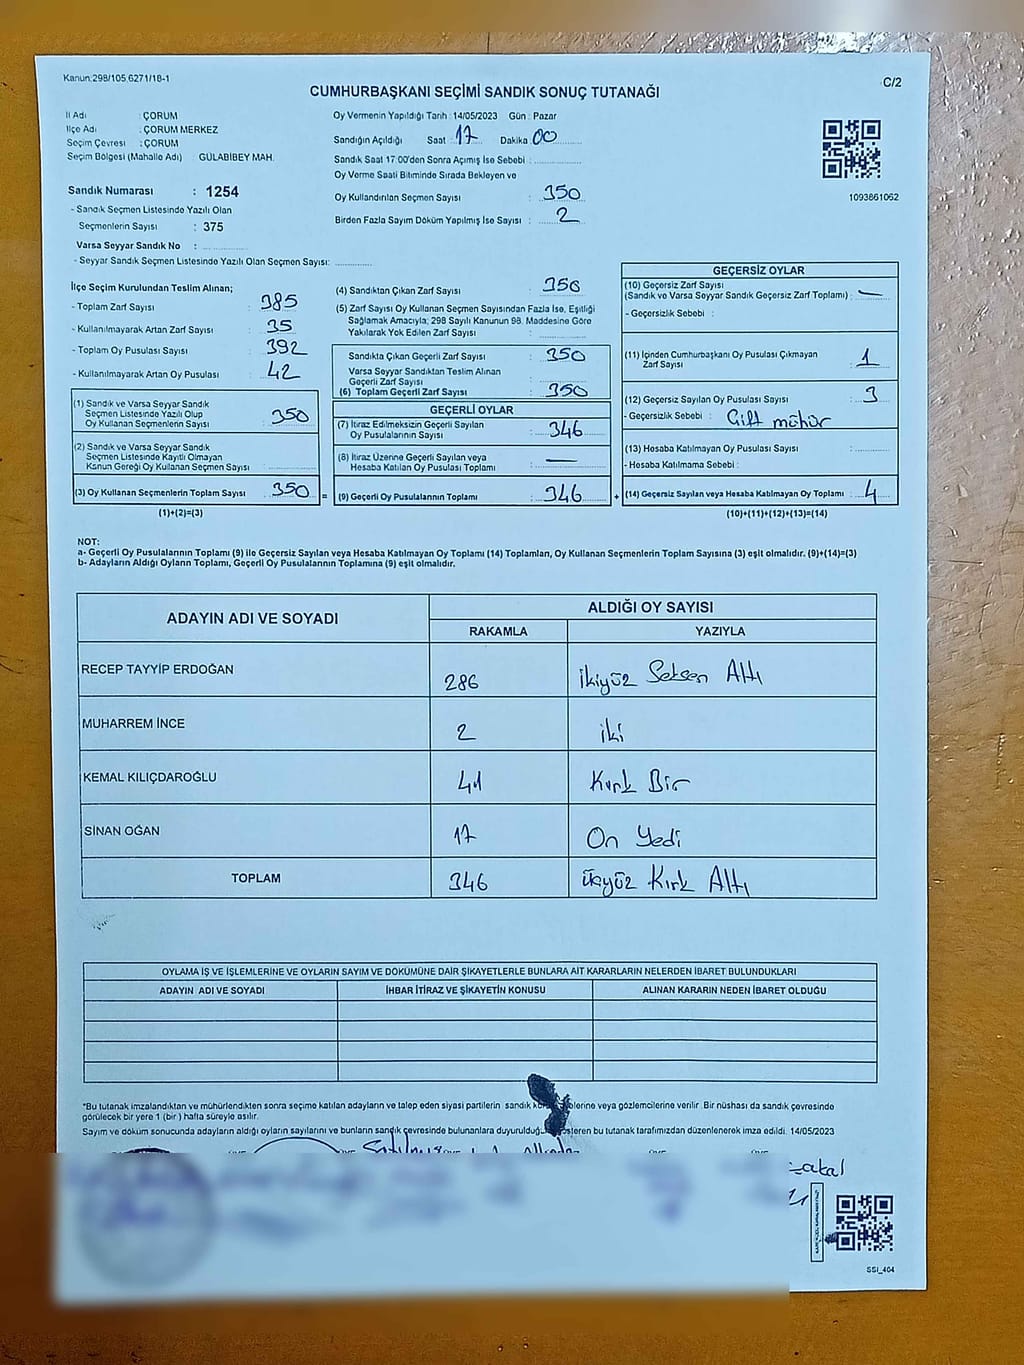 Kanun:298/105,6271/18-1
C/2
CUMHURBAŞKANI SEÇİMİ SANDIK SONUÇ TUTANAĞI
İl Adı : ÇORUM
İlçe Adı : ÇORUM MERKEZ
Seçim Çevresi : ÇORUM
Seçim Bölgesi (Mahalle Adı) GÜLABİBEY MAH.
Sandık Numarası : 1254
- Sandık Seçmen Listesinde Yazılı Olan
Seçmenlerin Sayısı : 375
Varsa Seyyar Sandık No :
- Seyyar Sandık Seçmen Listesinde Yazılı Olan Seçmen Sayısı:
Oy Vermenin Yapıldığı Tarih : 14/05/2023 Gün : Pazar
Sandığın Açıldığı Saat : 17 Dakika : 00
Sandık Saat 17:00'den Sonra Açılmış İse Sebebi :
Oy Verme Saati Bitiminde Sırada Bekleyen ve
Oy Kullandırılan Seçmen Sayısı : 350
Birden Fazla Sayım Döküm Yapılmış İse Sayısı : 2
1093861062
İlçe Seçim Kurulundan Teslim Alınan;
- Toplam Zarf Sayısı : 385
- Kullanılmayarak Artan Zarf Sayısı : 35
- Toplam Oy Pusulası Sayısı : 392
- Kullanılmayarak Artan Oy Pusulası : 42
(1) Sandık ve Varsa Seyyar Sandık
Seçmen Listesinde Yazılı Olup
Oy Kullanan Seçmenlerin Sayısı : 350
(2) Sandık ve Varsa Seyyar Sandık
Seçmen Listesinde Kayıtlı Olmayan
Kanun Gereği Oy Kullanan Seçmen Sayısı :
(3) Oy Kullanan Seçmenlerin Toplam Sayısı : 350 =
(1)+(2)=(3)
(4) Sandıktan Çıkan Zarf Sayısı : 350
(5) Zarf Sayısı Oy Kullanan Seçmen Sayısından Fazla İse, Eşitliği
Sağlamak Amacıyla; 298 Sayılı Kanunun 98. Maddesine Göre
Yakılarak Yok Edilen Zarf Sayısı :
Sandıkta Çıkan Geçerli Zarf Sayısı : 350
Varsa Seyyar Sandıktan Teslim Alınan
Geçerli Zarf Sayısı :
(6) Toplam Geçerli Zarf Sayısı : 350
GEÇERLİ OYLAR
(7) İtiraz Edilmeksizin Geçerli Sayılan
Oy Pusulalarının Sayısı : 346
(8) İtiraz Üzerine Geçerli Sayılan veya
Hesaba Katılan Oy Pusulası Toplamı : —
(9) Geçerli Oy Pusulalarının Toplamı : 346 +
GEÇERSİZ OYLAR
(10) Geçersiz Zarf Sayısı
(Sandık ve Varsa Seyyar Sandık Geçersiz Zarf Toplamı) : —
- Geçersizlik Sebebi :
(11) İçinden Cumhurbaşkanı Oy Pusulası Çıkmayan
Zarf Sayısı : 1
(12) Geçersiz Sayılan Oy Pusulası Sayısı : 3
- Geçersizlik Sebebi : Çift mühür
(13) Hesaba Katılmayan Oy Pusulası Sayısı :
- Hesaba Katılmama Sebebi :
(14) Geçersiz Sayılan veya Hesaba Katılmayan Oy Toplamı : 4
(10)+(11)+(12)+(13)=(14)
NOT:
a- Geçerli Oy Pusulalarının Toplamı (9) ile Geçersiz Sayılan veya Hesaba Katılmayan Oy Toplamı (14) Toplamları, Oy Kullanan Seçmenlerin Toplam Sayısına (3) eşit olmalıdır. (9)+(14)=(3)
b- Adayların Aldığı Oyların Toplamı, Geçerli Oy Pusulalarının Toplamına (9) eşit olmalıdır.
ADAYIN ADI VE SOYADI
ALDIĞI OY SAYISI
RAKAMLA YAZIYLA
RECEP TAYYİP ERDOĞAN 286 ikiyüz Seksen Altı
MUHARREM İNCE 2 iki
KEMAL KILIÇDAROĞLU 41 Kırk Bir
SİNAN OĞAN 17 On Yedi
TOPLAM 346 üçyüz Kırk Altı
OYLAMA İŞ VE İŞLEMLERİNE VE OYLARIN SAYIM VE DÖKÜMÜNE DAİR ŞİKAYETLERLE BUNLARA AİT KARARLARIN NELERDEN İBARET BULUNDUKLARI
ADAYIN ADI VE SOYADI İHBAR İTİRAZ VE ŞİKAYETİN KONUSU ALINAN KARARIN NEDEN İBARET OLDUĞU
*Bu tutanak imzalandıktan ve mühürlendikten sonra seçime katılan adayların ve talep eden siyasi partilerin sandık veya gözlemcilerine verilir. Bir nüshası da sandık çevresinde
görülecek bir yere 1 (bir) hafta süreyle asılır.
Sayım ve döküm sonucunda adayların aldığı oyların sayılarını ve bunların sandık çevresinde bulunanlara duyurulduğunu gösteren bu tutanak tarafımızdan düzenlenerek imza edildi. 14/05/2023
SSI_404